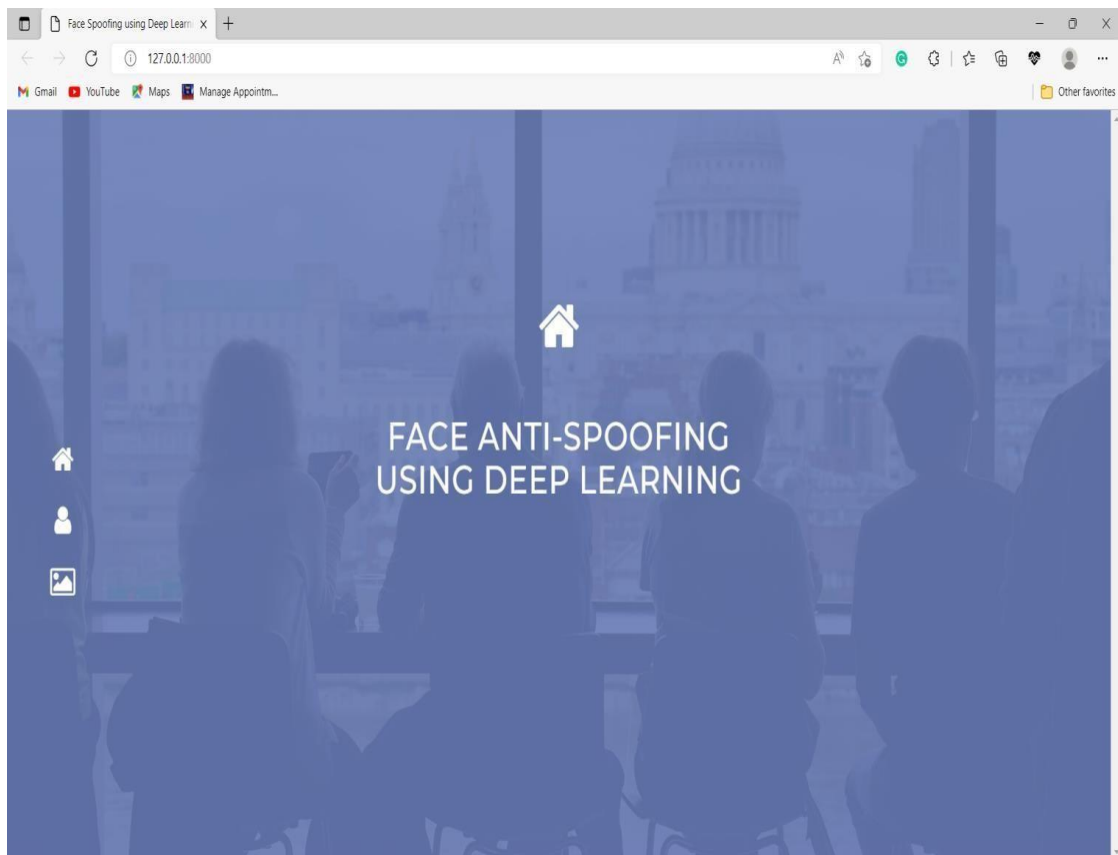 Face Spoofing using Deep Learn
127.0.0.1:8000
Gmail
YouTube
Maps
Manage Appointm...
Other favorites
FACE ANTI-SPOOFING
USING DEEP LEARNING